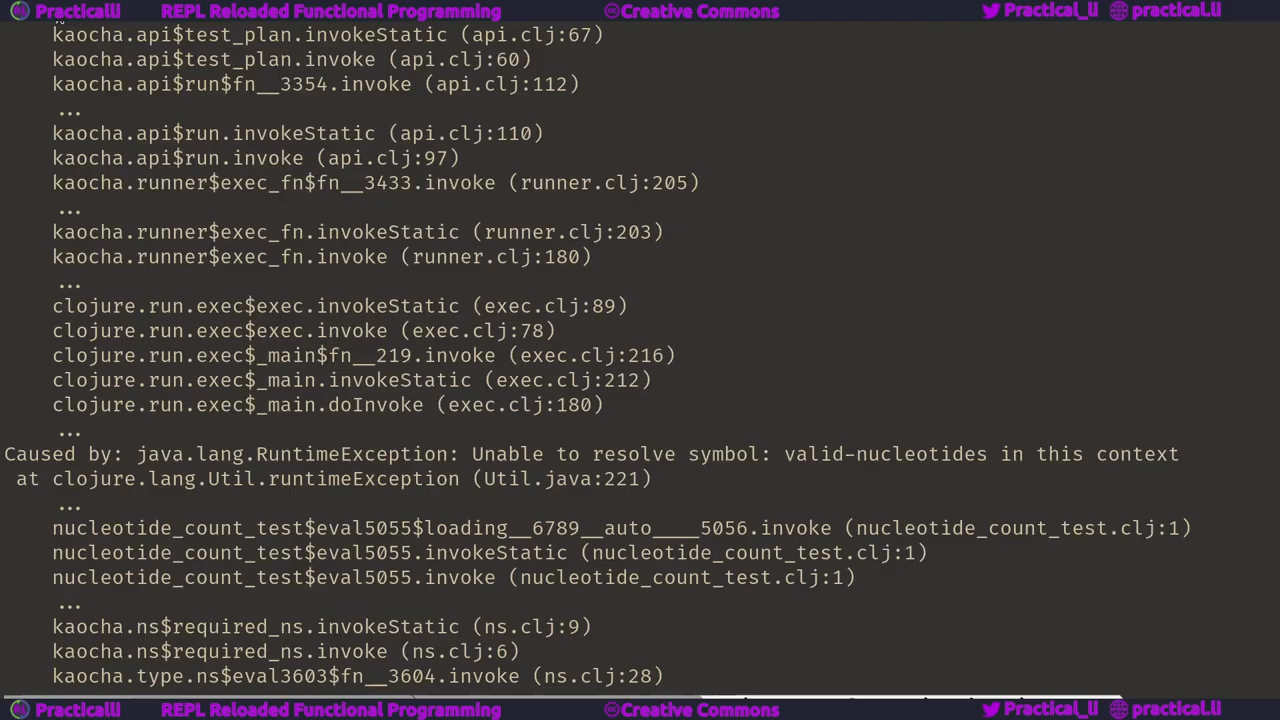 Practicalli REPL Reloaded Functional Programming Creative Commons Practical_li practical.li
kaocha.api$test_plan.invokeStatic (api.clj:67)
kaocha.api$test_plan.invoke (api.clj:60)
kaocha.api$run$fn__3354.invoke (api.clj:112)
...
kaocha.api$run.invokeStatic (api.clj:110)
kaocha.api$run.invoke (api.clj:97)
kaocha.runner$exec_fn$fn__3433.invoke (runner.clj:205)
...
kaocha.runner$exec_fn.invokeStatic (runner.clj:203)
kaocha.runner$exec_fn.invoke (runner.clj:180)
...
clojure.run.exec$exec.invokeStatic (exec.clj:89)
clojure.run.exec$exec.invoke (exec.clj:78)
clojure.run.exec$_main$fn__219.invoke (exec.clj:216)
clojure.run.exec$_main.invokeStatic (exec.clj:212)
clojure.run.exec$_main.doInvoke (exec.clj:180)
...
Caused by: java.lang.RuntimeException: Unable to resolve symbol: valid-nucleotides in this context
at clojure.lang.Util.runtimeException (Util.java:221)
...
nucleotide_count_test$eval5055$loading__6789__auto____5056.invoke (nucleotide_count_test.clj:1)
nucleotide_count_test$eval5055.invokeStatic (nucleotide_count_test.clj:1)
nucleotide_count_test$eval5055.invoke (nucleotide_count_test.clj:1)
...
kaocha.ns$required_ns.invokeStatic (ns.clj:9)
kaocha.ns$required_ns.invoke (ns.clj:6)
kaocha.type.ns$eval3603$fn__3604.invoke (ns.clj:28)
Practicalli REPL Reloaded Functional Programming Creative Commons Practical_li practical.li